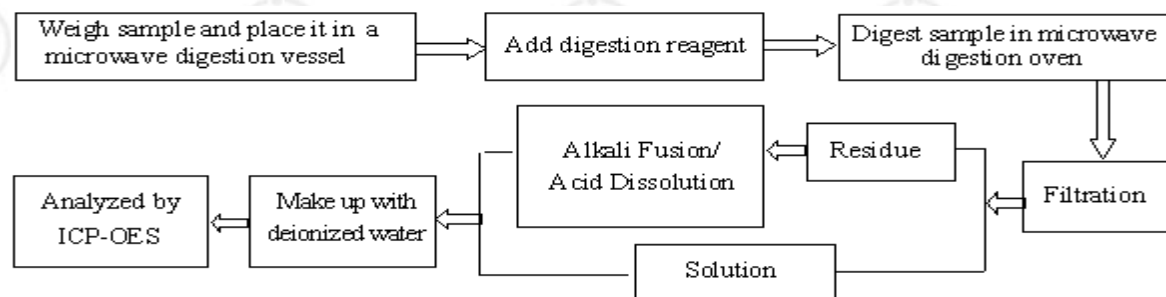 Weigh sample and place it in a
microwave digestion vessel
Add digestion reagent
Digest sample in microwave
digestion oven
Filtration
Residue
Alkali Fusion/
Acid Dissolution
Solution
Make up with
deionized water
Analyzed by
ICP-OES